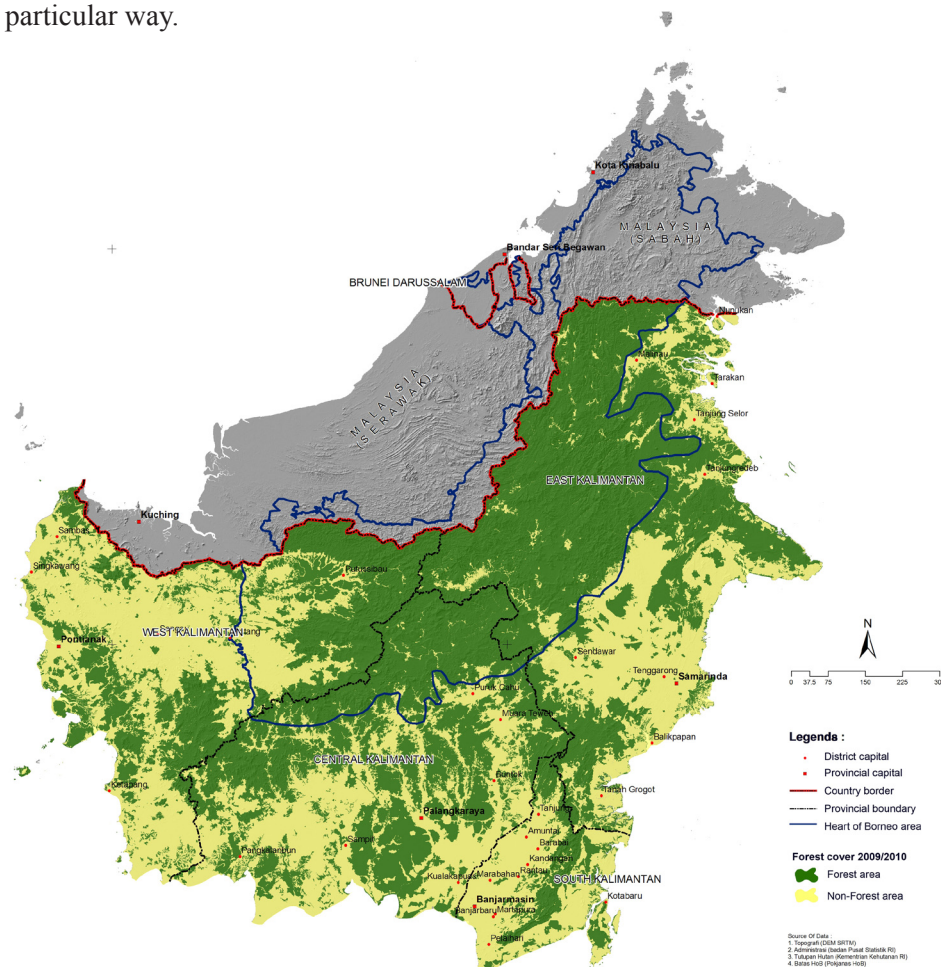 particular way.
Kota Kinabalu
MALAYSIA
(SABAH)
Bandar Seri Begawan
BRUNEI DARUSSALAM
Nunukan
Malinau
Tarakan
MALAYSIA
(SERAWAK)
Tanjung Selor
Tanjungredeb
EAST KALIMANTAN
Kuching
Sambas
Singkawang
Putussibau
WEST KALIMANTAN
Pontianak
Sendawar
Tenggarong
Samarinda
Puruk Cahu
Muara Teweh
Balikpapan
CENTRAL KALIMANTAN
Buntok
Ketapang
Tanah Grogot
Palangkaraya
Tanjung
Amuntai
Sampit
Barabai
Pangkalanbun
Kandangan
Rantau
Kualakapuas
Marabahan
SOUTH KALIMANTAN
Banjarmasin
Kotabaru
Banjarbaru
Martapura
Pelaihari
N
0 37.5 75 150 225 30
Legends :
District capital
Provincial capital
Country border
Provincial boundary
Heart of Borneo area
Forest cover 2009/2010
Forest area
Non-Forest area
Source Of Data :
1. Topografi (DEM SRTM)
2. Administrasi (badan Pusat Statistik RI)
3. Tutupan Hutan (Kementrian Kehutanan RI)
4. Batas HoB (Pokjanas HoB)